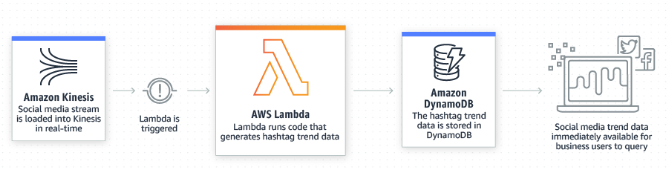 Amazon Kinesis
Social media stream
is loaded into Kinesis
in real-time
Lambda is
triggered
AWS Lambda
Lambda runs code that
generates hashtag trend data
Amazon
DynamoDB
The hashtag trend
data is stored in
DynamoDB
Social media trend data
immediately available for
business users to query